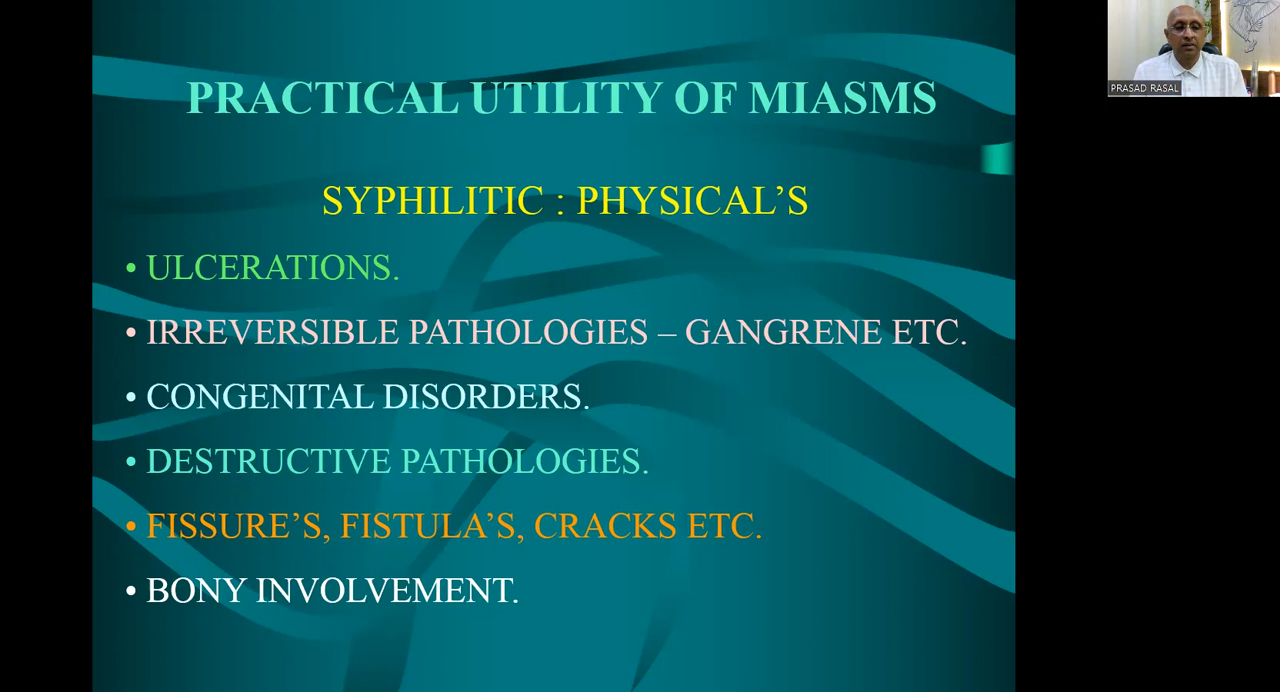 PRACTICAL UTILITY OF MIASMS
SYPHILITIC : PHYSICAL’S
• ULCERATIONS.
• IRREVERSIBLE PATHOLOGIES – GANGRENE ETC.
• CONGENITAL DISORDERS.
• DESTRUCTIVE PATHOLOGIES.
• FISSURE’S, FISTULA’S, CRACKS ETC.
• BONY INVOLVEMENT.
PRASAD RASAL